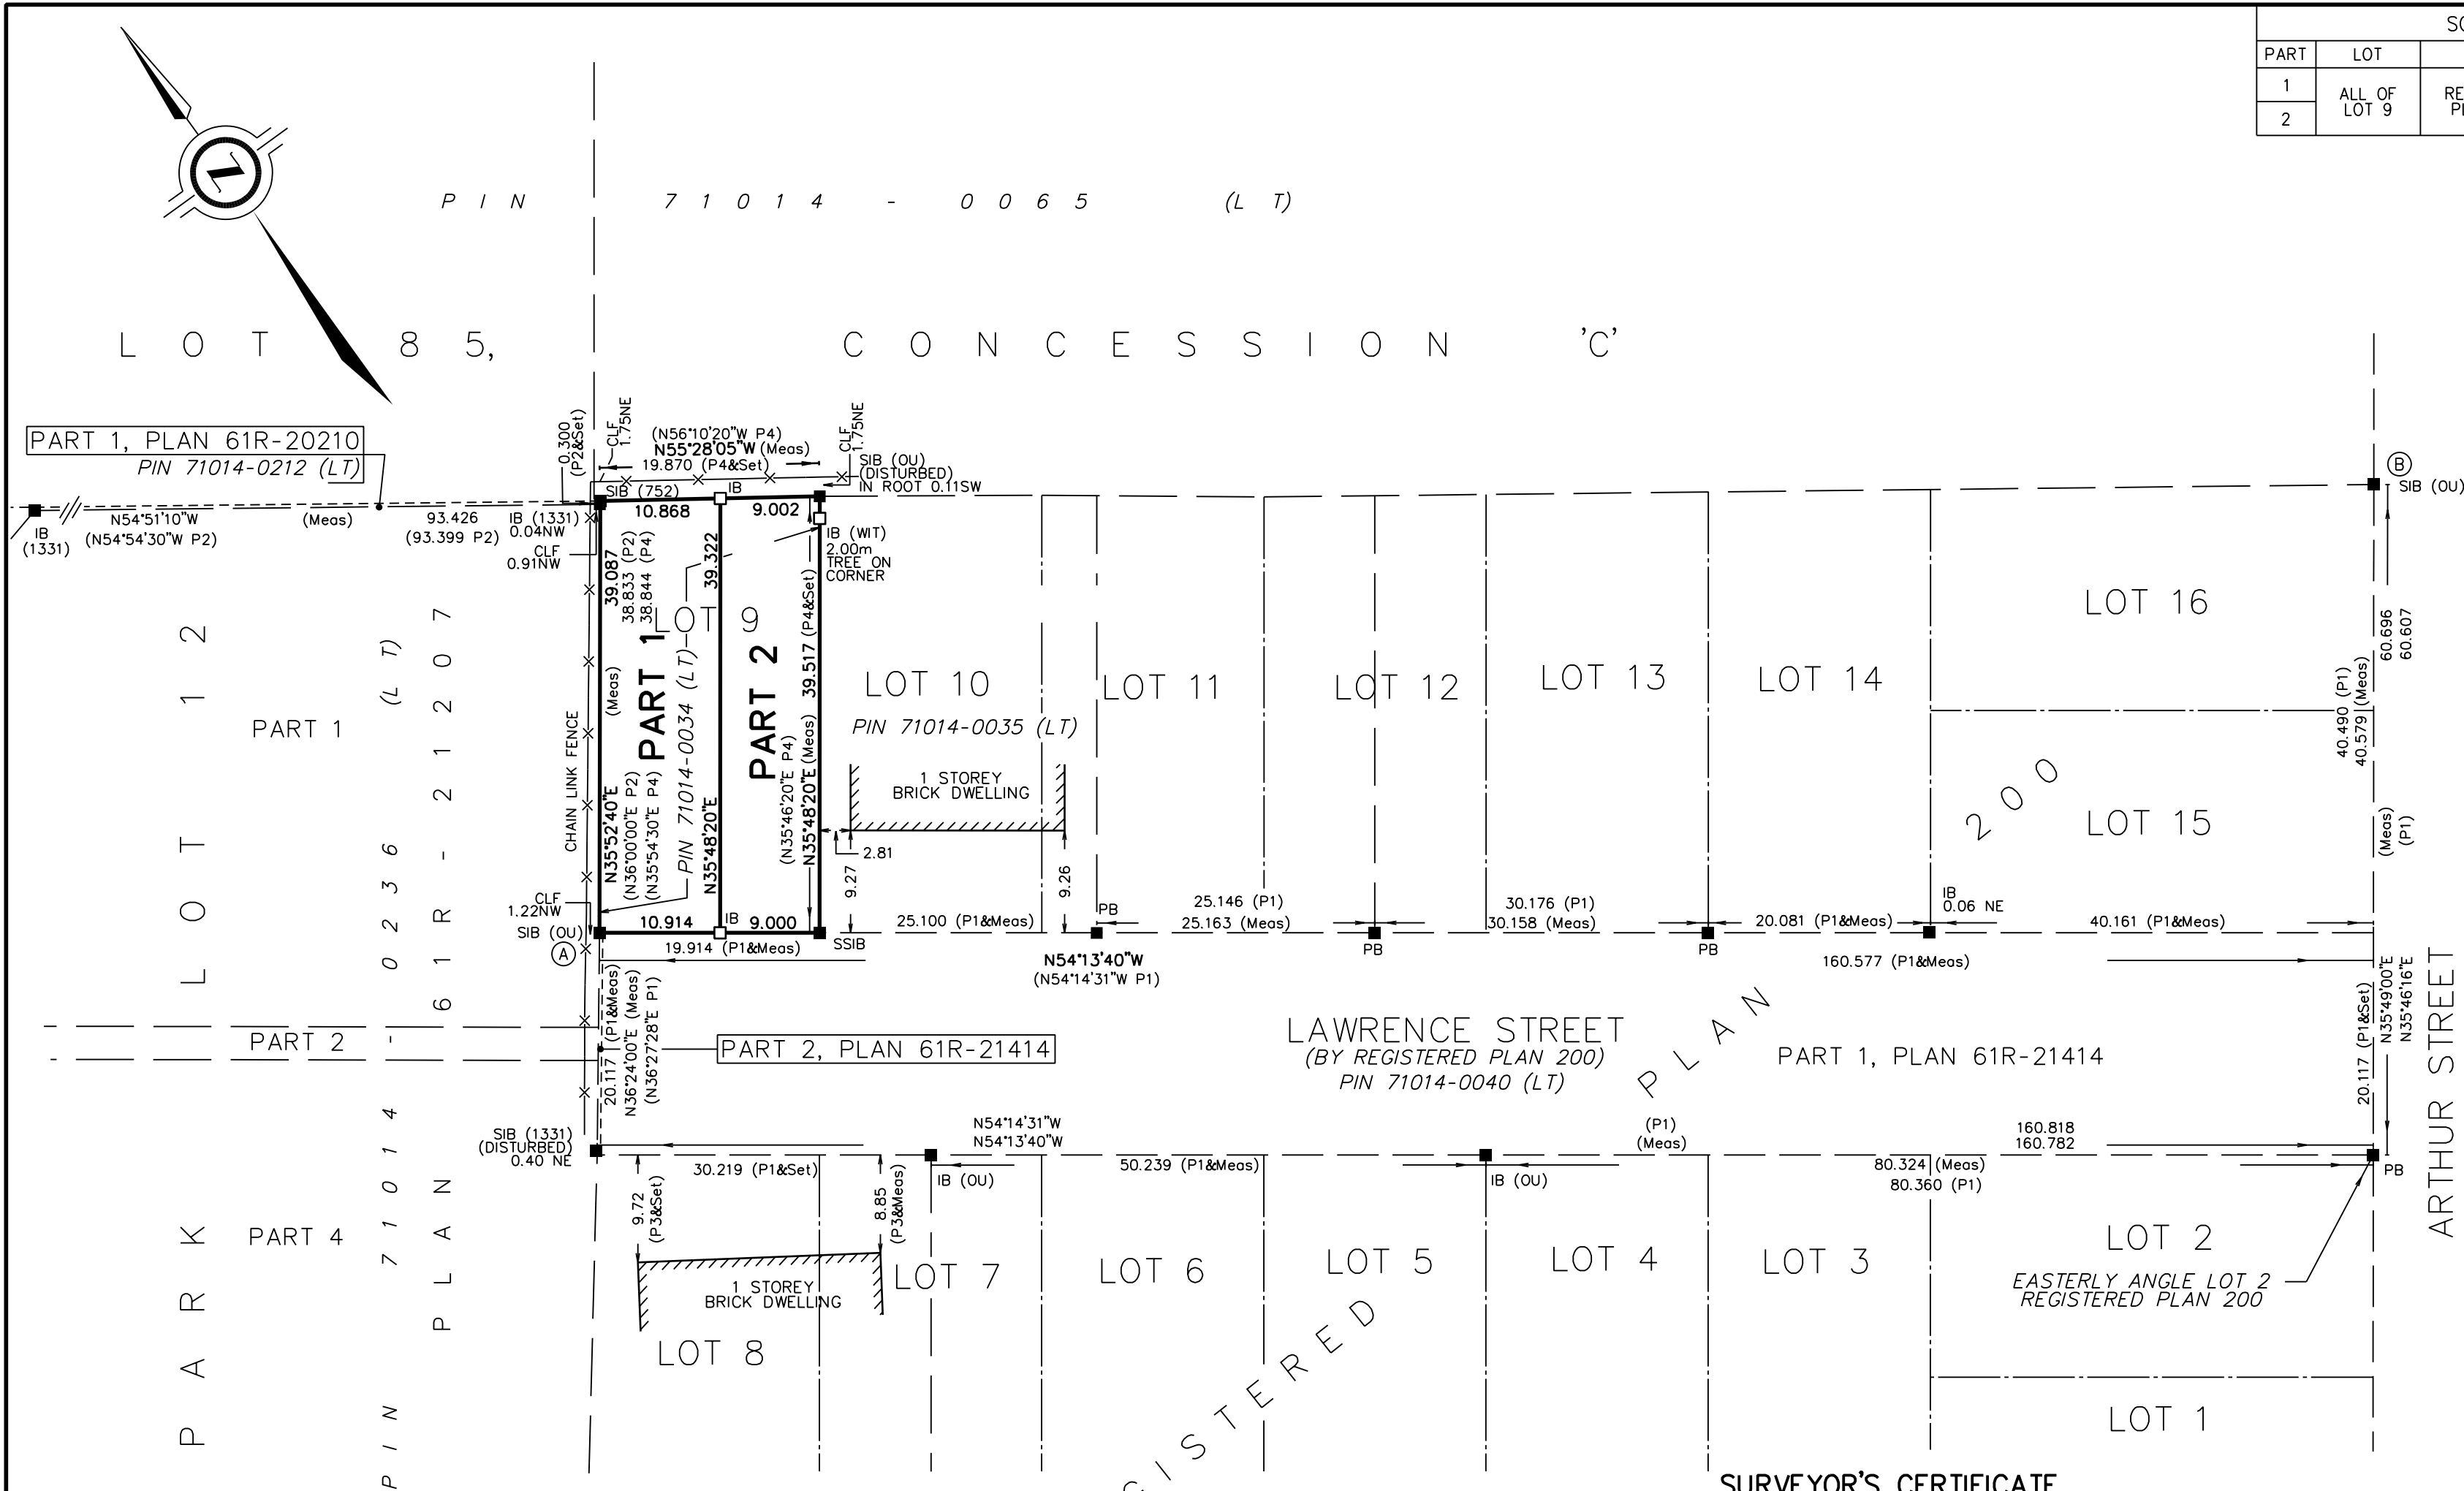 SC
PART LOT
1
2
ALL OF
LOT 9
RE
PL
PIN 71014-0065 (LT)
LOT 85, CONCESSION 'C'
PART 1, PLAN 61R-20210
PIN 71014-0212 (LT)
0.300
(P2&Set)
CLF
1.75NE
(N56°10'20"W P4)
N55°28'05"W (Meas)
19.870 (P4&Set)
CLF
1.75NE
SIB (OU)
(DISTURBED)
IN ROOT 0.11SW
SIB (752)
IB
10.868
9.002
IB
(1331)
N54°51'10"W
(N54°54'30"W P2)
(Meas)
93.426
(93.399 P2)
IB (1331)
0.04NW
CLF
0.91NW
IB (WIT)
2.00m
TREE ON
CORNER
B
SIB (OU)
39.087
38.833 (P2)
38.844 (P4)
39.322
39.517 (P4&Set)
LOT 9
PART 1
PART 2
(Meas)
PIN 71014-0034 (LT)
CHAIN LINK FENCE
N35°52'40"E
(N36°00'00"E P2)
(N35°54'30"E P4)
N35°48'20"E
(N35°46'20"E P4)
N35°48'20"E (Meas)
LOT 10
PIN 71014-0035 (LT)
1 STOREY
BRICK DWELLING
2.81
9.27
9.26
LOT 11
LOT 12
LOT 13
LOT 14
LOT 16
LOT 15
60.696
60.607
40.490 (P1)
40.579 (Meas)
(Meas)
(P1)
PARK LOT 12
PART 1
PIN 71014-0236 (LT)
PLAN 61R-21207
CLF
1.22NW
SIB (OU)
A
10.914
IB
9.000
SSIB
19.914 (P1&Meas)
25.100 (P1&Meas)
PB
25.146 (P1)
25.163 (Meas)
PB
30.176 (P1)
30.158 (Meas)
PB
20.081 (P1&Meas)
IB
0.06 NE
40.161 (P1&Meas)
N54°13'40"W
(N54°14'31"W P1)
160.577 (P1&Meas)
20.117 (P1&Meas)
N36°24'00"E (Meas)
(N36°27'28"E P1)
PART 2
PART 2, PLAN 61R-21414
LAWRENCE STREET
(BY REGISTERED PLAN 200)
PIN 71014-0040 (LT)
PART 1, PLAN 61R-21414
20.117 (P1&Set)
N35°49'00"E
N35°46'16"E
ARTHUR STREET
SIB (1331)
(DISTURBED)
0.40 NE
N54°14'31"W
N54°13'40"W
(P1)
(Meas)
160.818
160.782
30.219 (P1&Set)
IB (OU)
50.239 (P1&Meas)
IB (OU)
80.324 (Meas)
80.360 (P1)
PB
9.72
(P3&Set)
8.85
(P3&Meas)
PART 4
1 STOREY
BRICK DWELLING
LOT 8
LOT 7
LOT 6
LOT 5
LOT 4
LOT 3
LOT 2
EASTERLY ANGLE LOT 2
REGISTERED PLAN 200
LOT 1
GISTERED PLAN 200
SURVEYOR'S CERTIFICATE